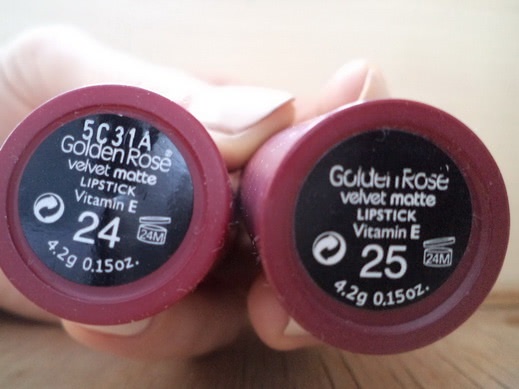 5C31A
Golden Rose
velvet matte
LIPSTICK
Vitamin E
24
24M
4.2g 0.15oz.
Golden Rose
velvet matte
LIPSTICK
Vitamin E
25
24M
4.2g 0.15oz.